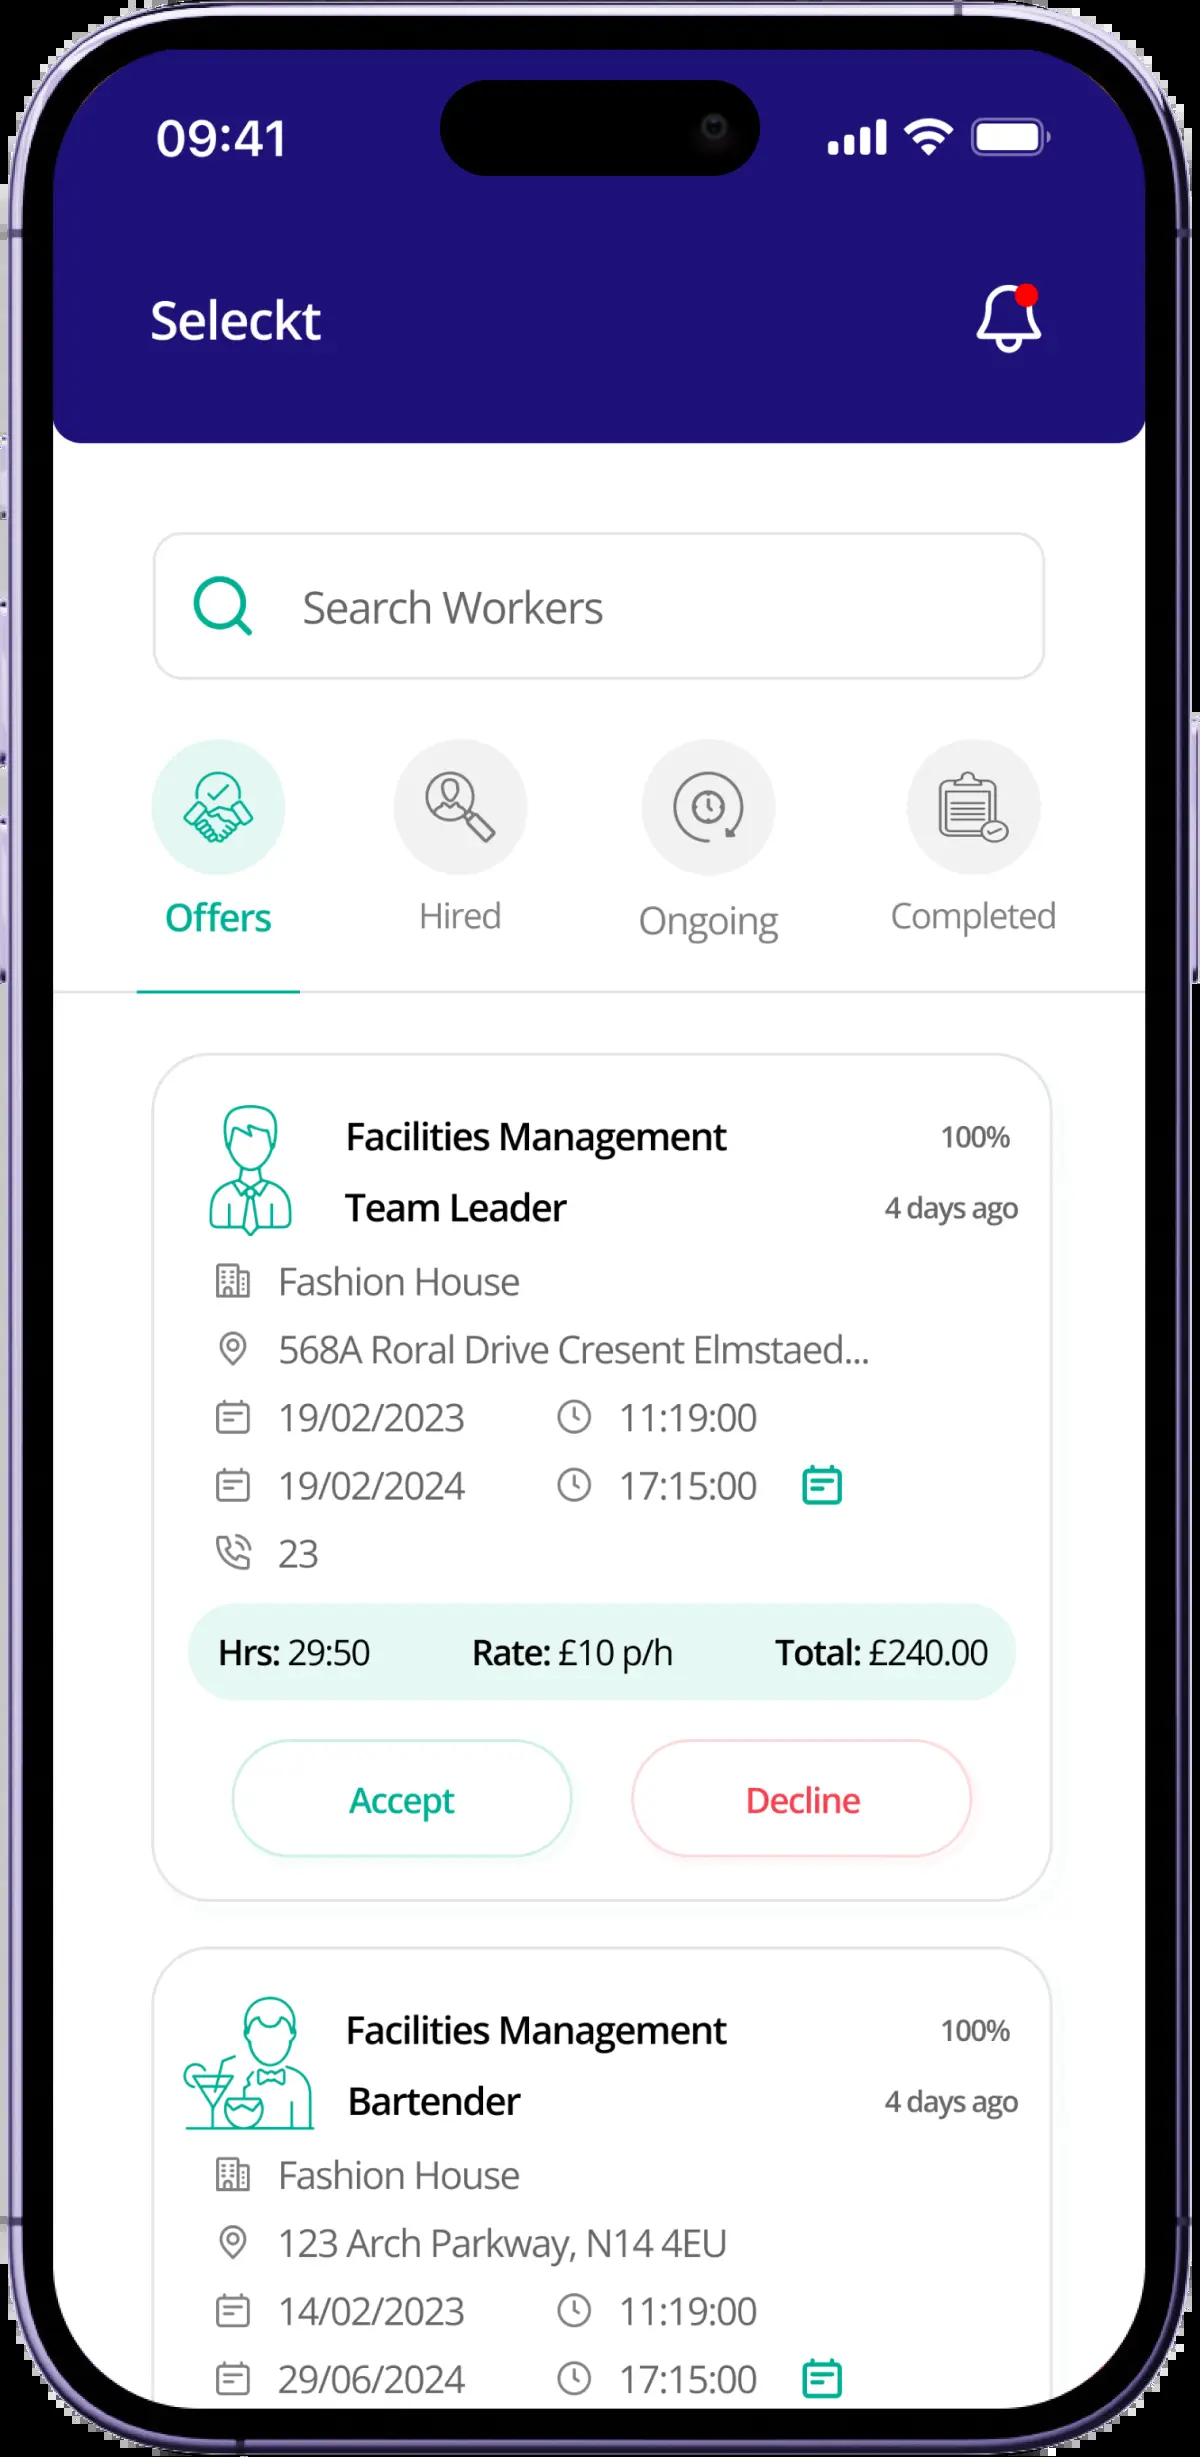 09:41
Seleckt
Search Workers
Offers Hired Ongoing Completed
Facilities Management 100%
Team Leader 4 days ago
Fashion House
568A Roral Drive Cresent Elmstaed...
19/02/2023 11:19:00
19/02/2024 17:15:00
23
Hrs: 29:50 Rate: £10 p/h Total: £240.00
Accept Decline
Facilities Management 100%
Bartender 4 days ago
Fashion House
123 Arch Parkway, N14 4EU
14/02/2023 11:19:00
29/06/2024 17:15:00